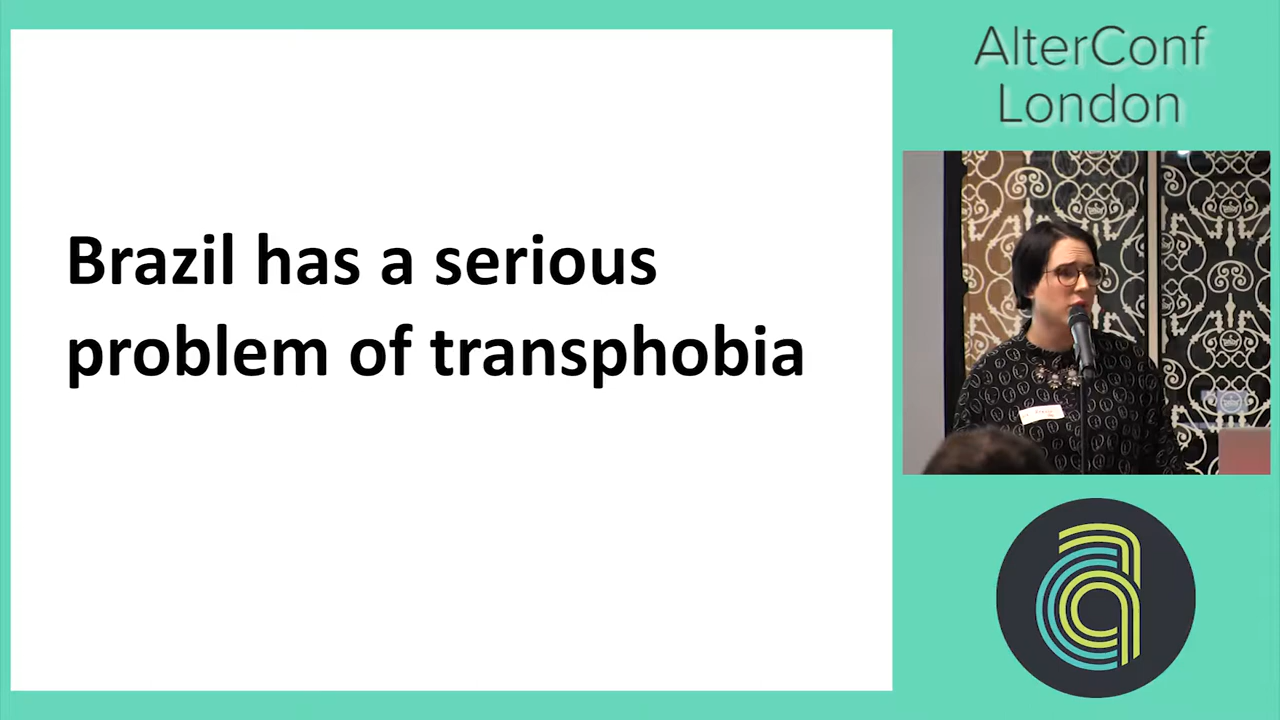 Brazil has a serious
problem of transphobia
AlterConf
London